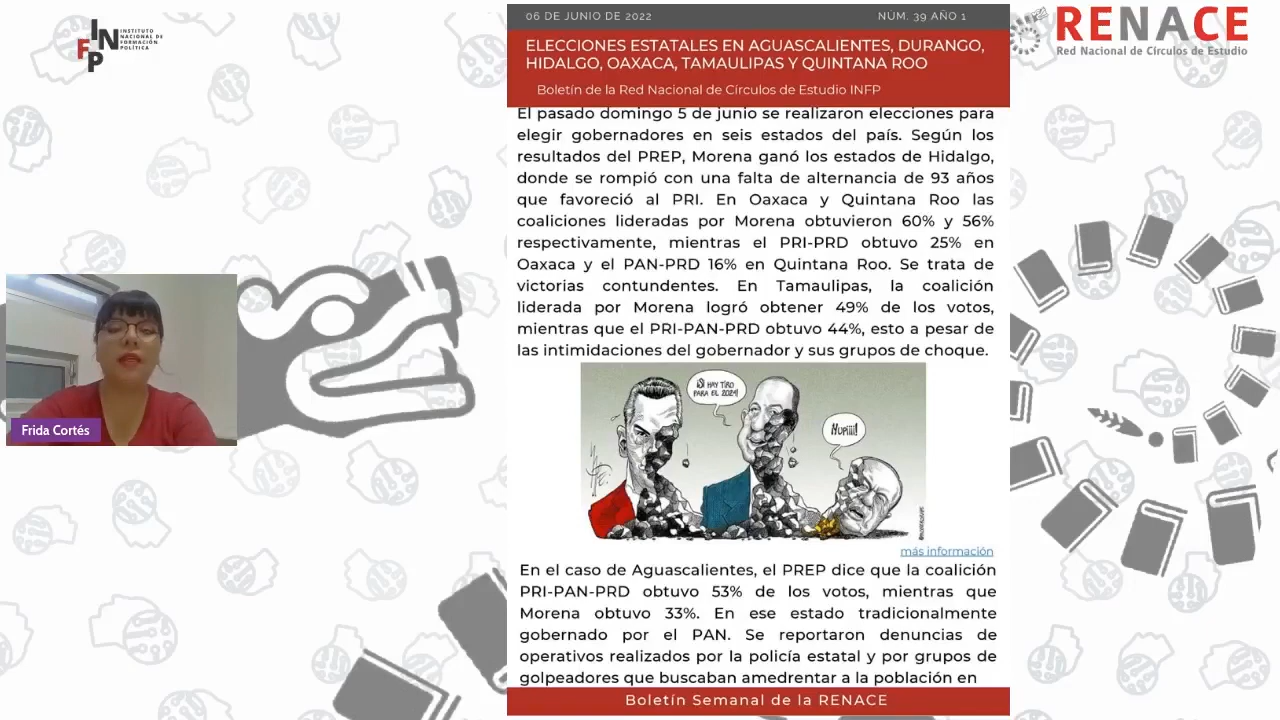 INFP
INSTITUTO
NACIONAL DE
FORMACIÓN
POLÍTICA
06 DE JUNIO DE 2022
NÚM. 39 AÑO 1
RENACE
Red Nacional de Círculos de Estudio
ELECCIONES ESTATALES EN AGUASCALIENTES, DURANGO,
HIDALGO, OAXACA, TAMAULIPAS Y QUINTANA ROO
Boletín de la Red Nacional de Círculos de Estudio INFP
El pasado domingo 5 de junio se realizaron elecciones para
elegir gobernadores en seis estados del país. Según los
resultados del PREP, Morena ganó los estados de Hidalgo,
donde se rompió con una falta de alternancia de 93 años
que favoreció al PRI. En Oaxaca y Quintana Roo las
coaliciones lideradas por Morena obtuvieron 60% y 56%
respectivamente, mientras el PRI-PRD obtuvo 25% en
Oaxaca y el PAN-PRD 16% en Quintana Roo. Se trata de
victorias contundentes. En Tamaulipas, la coalición
liderada por Morena logró obtener 49% de los votos,
mientras que el PRI-PAN-PRD obtuvo 44%, esto a pesar de
las intimidaciones del gobernador y sus grupos de choque.
¡SI HAY TIRO
PARA EL 2024!
Yupiiii!
más información
En el caso de Aguascalientes, el PREP dice que la coalición
PRI-PAN-PRD obtuvo 53% de los votos, mientras que
Morena obtuvo 33%. En ese estado tradicionalmente
gobernado por el PAN. Se reportaron denuncias de
operativos realizados por la policía estatal y por grupos de
golpeadores que buscaban amedrentar a la población en
Boletín Semanal de la RENACE
Frida Cortés